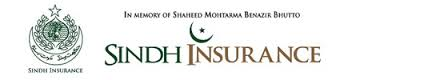 IN MEMORY OF SHAHEED MOHTARMA BENAZIR BHUTTO
SINDH INSURANCE
SINDH INSURANCE